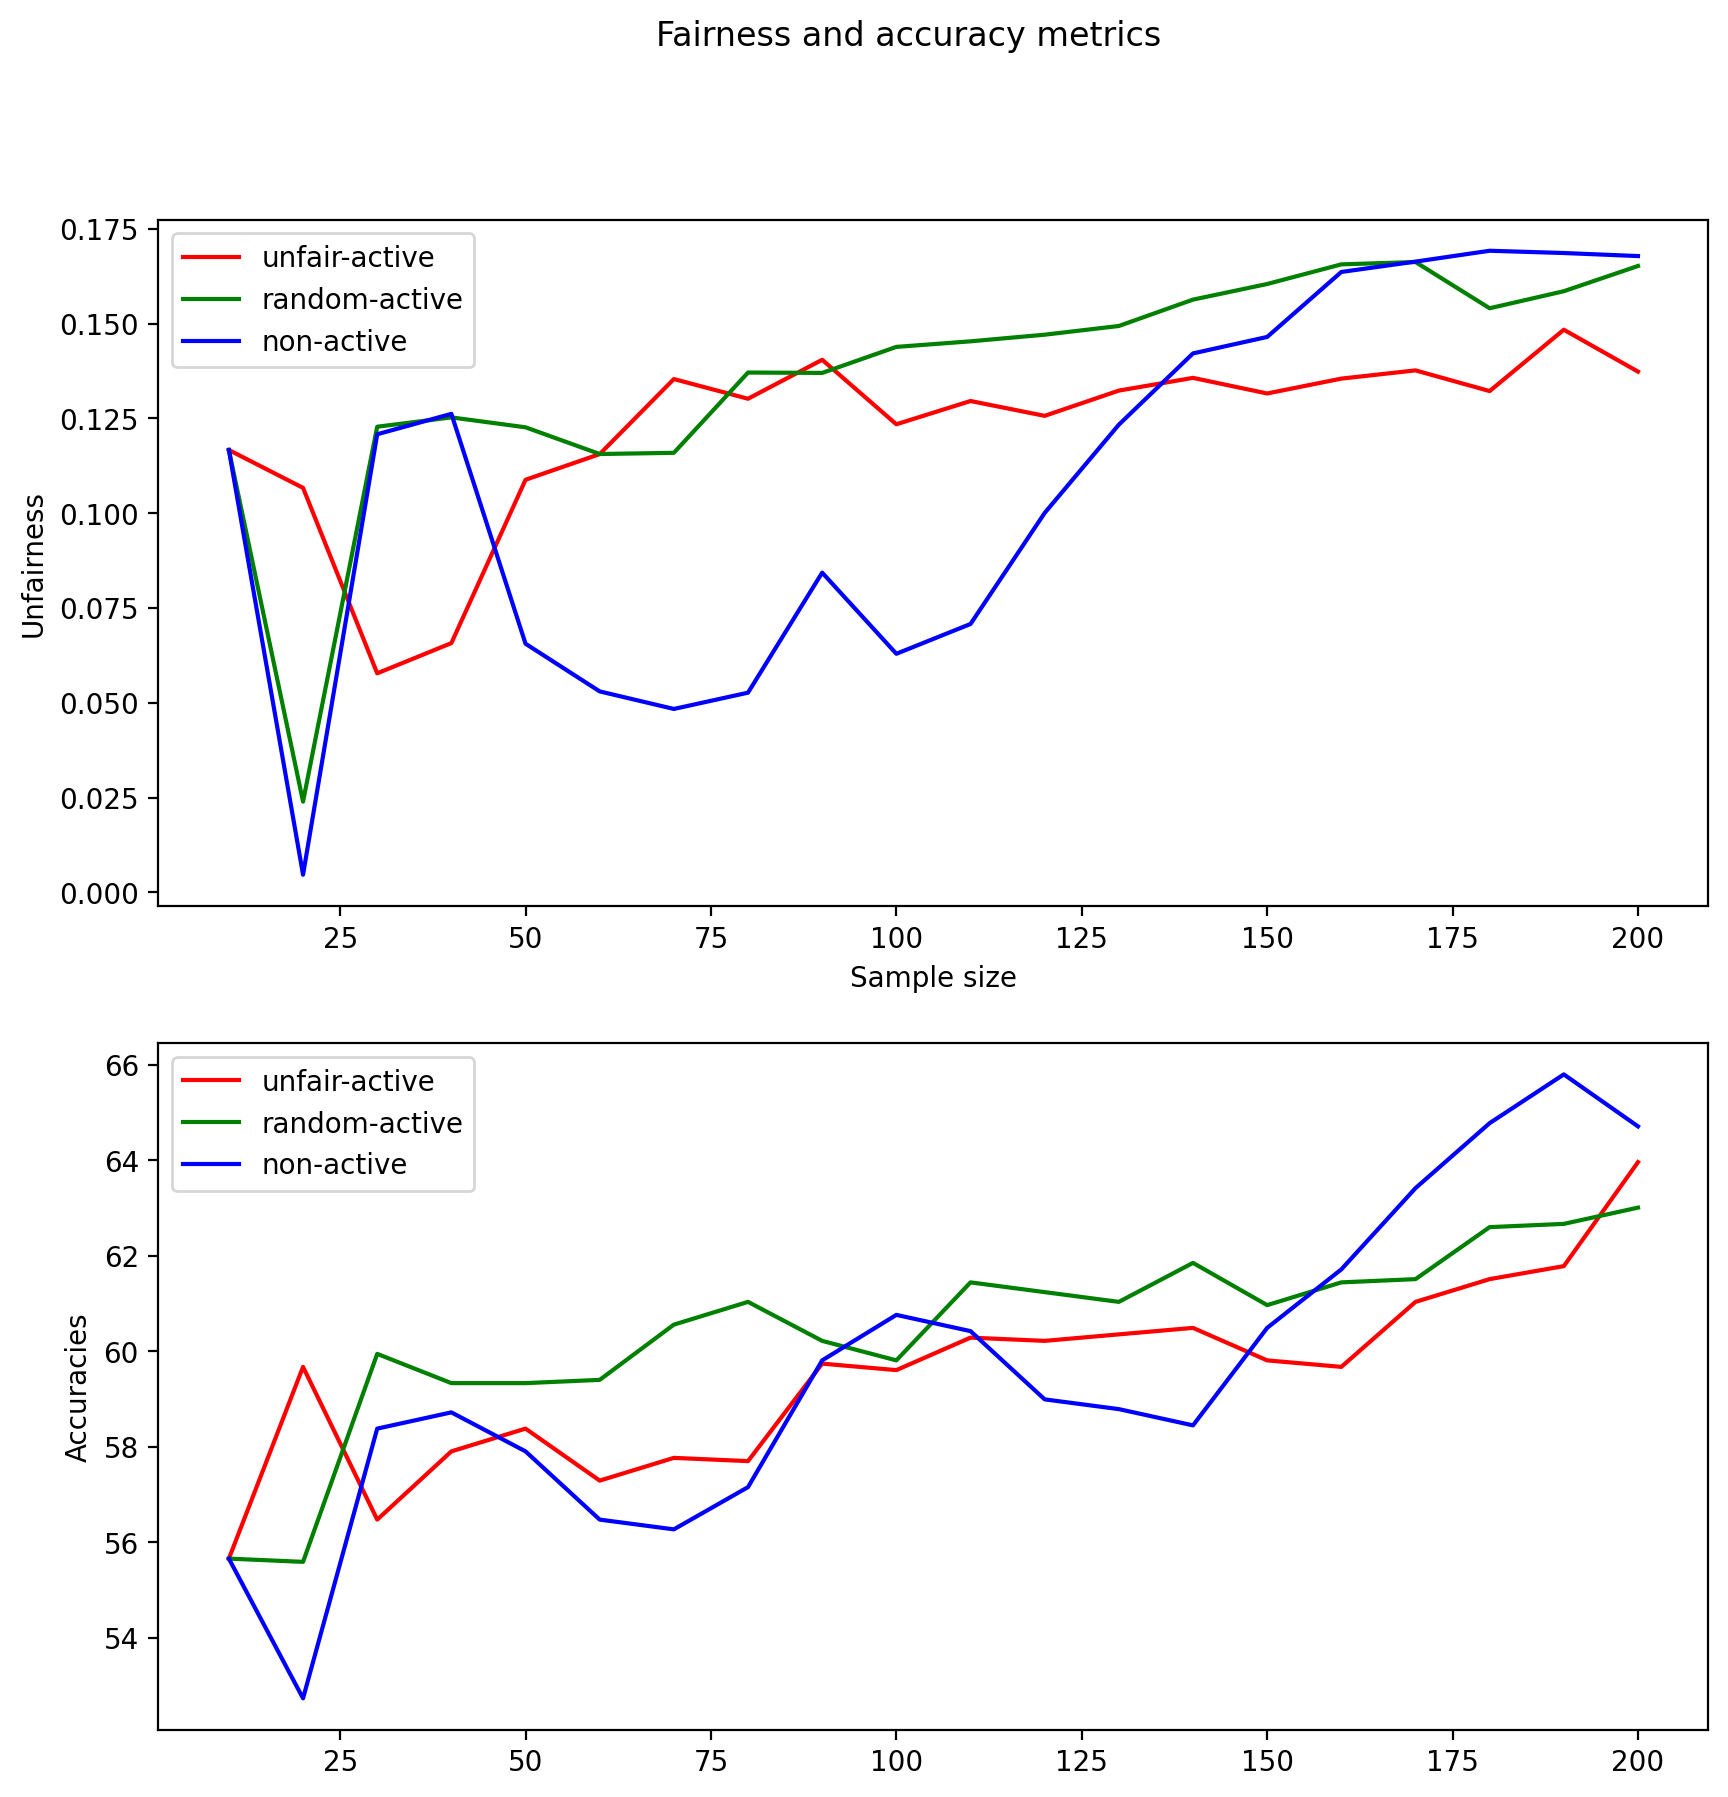 Fairness and accuracy metrics
0.175
0.150
0.125
0.100
0.075
0.050
0.025
0.000
Unfairness
unfair-active
random-active
non-active
25 50 75 100 125 150 175 200
Sample size
66
64
62
60
58
56
54
Accuracies
unfair-active
random-active
non-active
25 50 75 100 125 150 175 200